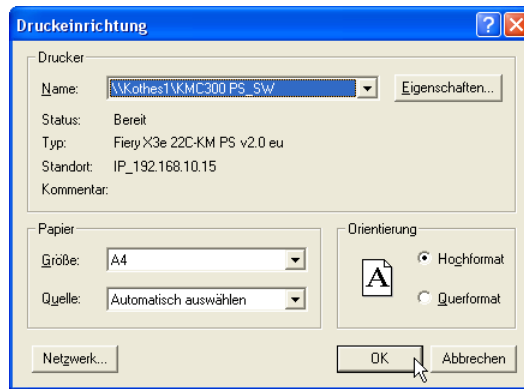 Druckeinrichtung
Drucker
Name: \\Kothes1\KMC300 PS_SW Eigenschaften...
Status: Bereit
Typ: Fiery X3e 22C-KM PS v2.0 eu
Standort: IP_192.168.10.15
Kommentar:
Papier
Größe: A4
Quelle: Automatisch auswählen
Orientierung
A
Hochformat
Querformat
Netzwerk... OK Abbrechen